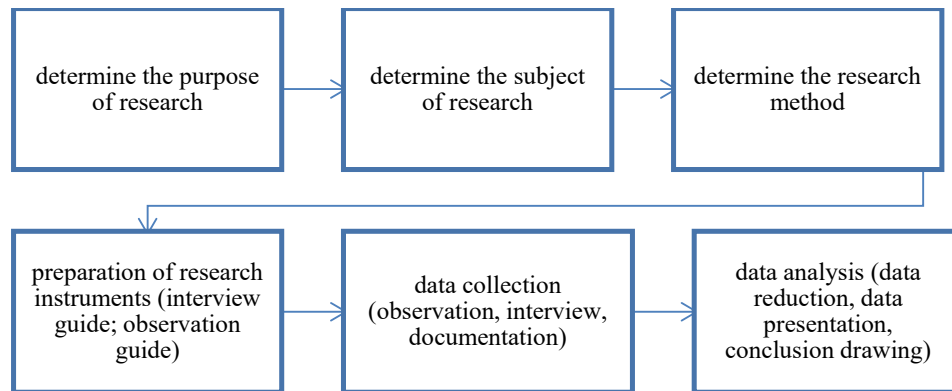 determine the purpose
of research
determine the subject
of research
determine the research
method
preparation of research
instruments (interview
guide; observation
guide)
data collection
(observation, interview,
documentation)
data analysis (data
reduction, data
presentation,
conclusion drawing)